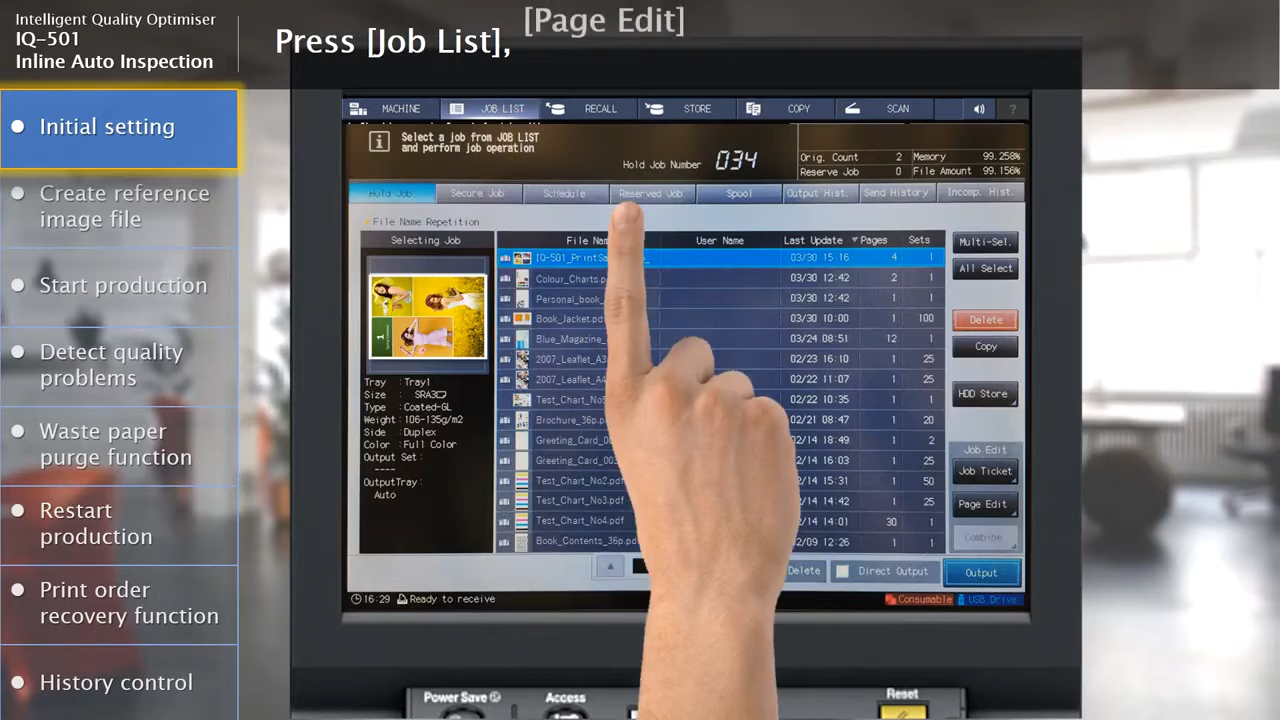 Intelligent Quality Optimiser
IQ-501
Inline Auto Inspection
[Page Edit]
Press [Job List],
Initial setting
Create reference
image file
Start production
Detect quality
problems
Waste paper
purge function
Restart
production
Print order
recovery function
History control
MACHINE JOB LIST RECALL STORE COPY SCAN ?
Select a job from JOB LIST
and perform job operation
Hold Job Number 034
Orig. Count 2 Memory 99.258%
Reserve Job 0 File Amount 99.156%
Hold Job Secure Job Schedule Reserved Job Spool Output Hist. Send History Incomp. Hist.
File Name Repetition
Selecting Job
File User Name Last Update Pages Sets
03/30 15:16 4 1
Colour_Charts. 03/30 12:42 2 1
Personal_book_ 03/30 12:42 1 1
Book_Jacket.pd 03/30 10:00 1 100
Blue_Magazine_ 03/24 08:51 12 1
2007_Leaflet_A3 02/23 16:10 1 25
2007_Leaflet_A4 02/22 11:07 1 25
Test_Chart_No 02/22 10:35 1 1
Brochure_36p. 02/21 08:47 1 20
Greeting_Card_00 02/14 18:49 1 2
Greeting_Card_003 02/14 16:03 1 25
Test_Chart_No2.pdf 02/14 15:31 1 50
Test_Chart_No3.pdf 02/14 14:42 1 25
Test_Chart_No4.pdf 02/14 14:01 30 1
Book_Contents_36p.pdf 02/09 12:26 1 1
Tray :Tray1
Size : SRA3
Type :Coated-GL
Weight:106-135g/m2
Side :Duplex
Color :Full Color
Output Set:
----
OutputTray:
Auto
Multi-Sel.
All Select
Delete
Copy
HDD Store
Job Edit
Job Ticket
Page Edit
Combine
Delete Direct Output Output
16:29 Ready to receive Consumable USB Drive
Power Save Access Reset